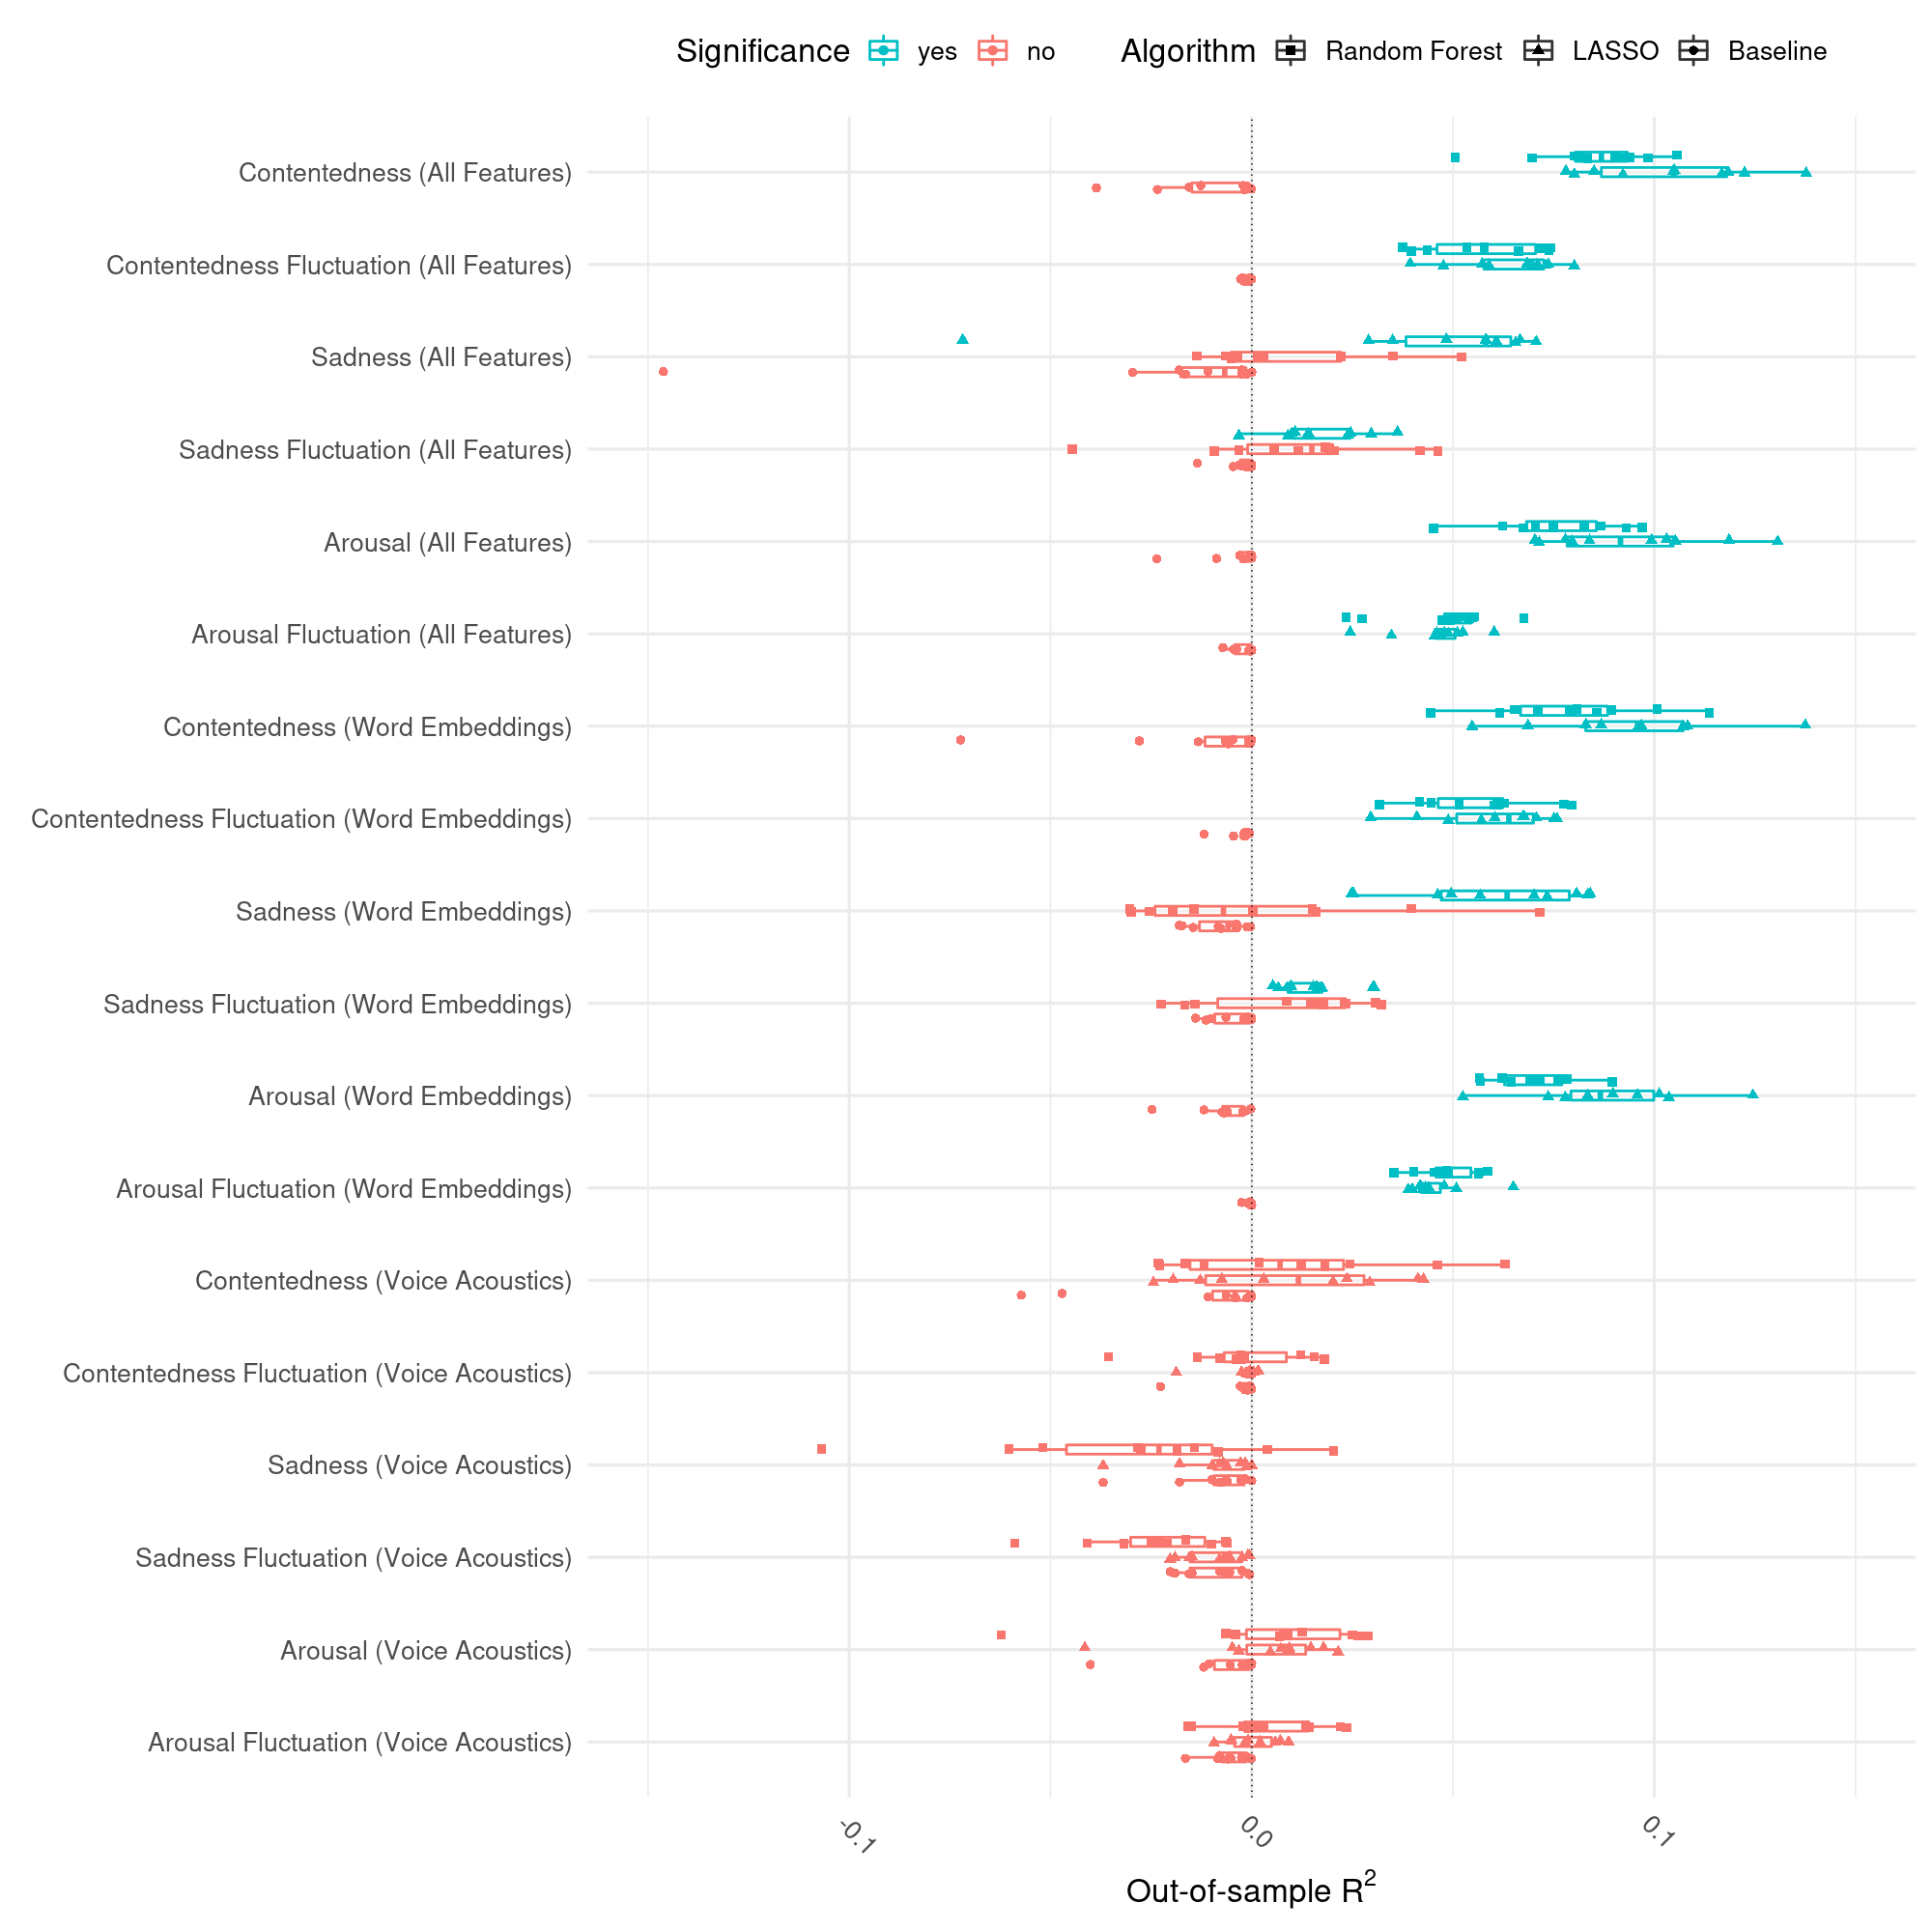 Significance yes no Algorithm Random Forest LASSO Baseline
Contentedness (All Features)
Contentedness Fluctuation (All Features)
Sadness (All Features)
Sadness Fluctuation (All Features)
Arousal (All Features)
Arousal Fluctuation (All Features)
Contentedness (Word Embeddings)
Contentedness Fluctuation (Word Embeddings)
Sadness (Word Embeddings)
Sadness Fluctuation (Word Embeddings)
Arousal (Word Embeddings)
Arousal Fluctuation (Word Embeddings)
Contentedness (Voice Acoustics)
Contentedness Fluctuation (Voice Acoustics)
Sadness (Voice Acoustics)
Sadness Fluctuation (Voice Acoustics)
Arousal (Voice Acoustics)
Arousal Fluctuation (Voice Acoustics)
-0.1 0.0 0.1
Out-of-sample R²